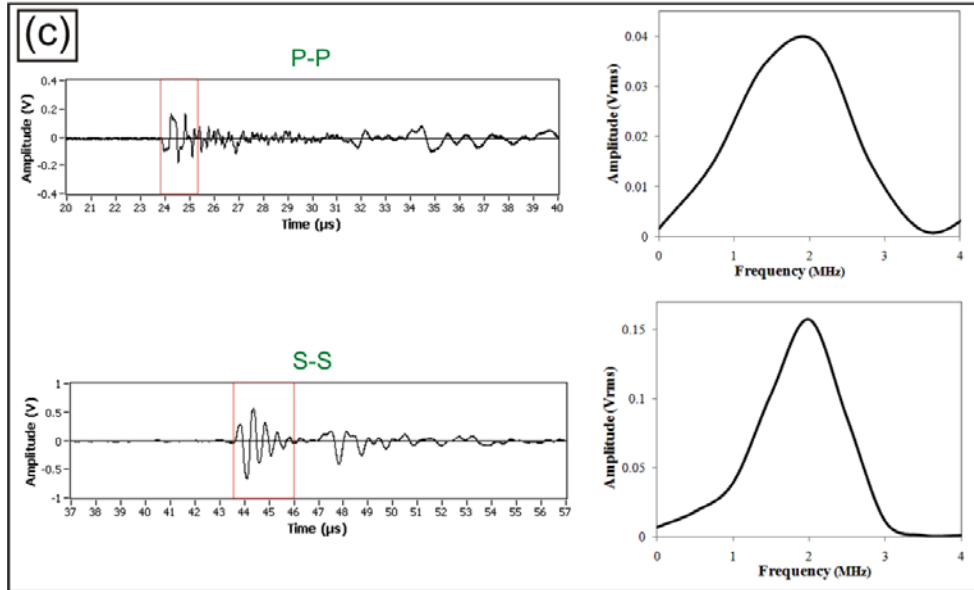 (c)
P-P
Amplitude (V)
0.4
0.2
0
-0.2
-0.4
20 21 22 23 24 25 26 27 28 29 30 31 32 33 34 35 36 37 38 39 40
Time (µs)
Amplitude (Vrms)
0.04
0.03
0.02
0.01
0
0 1 2 3 4
Frequency (MHz)
S-S
Amplitude (V)
1
0.5
0
-0.5
-1
37 38 39 40 41 42 43 44 45 46 47 48 49 50 51 52 53 54 55 56 57
Time (µs)
Amplitude (Vrms)
0.15
0.1
0.05
0
0 1 2 3 4
Frequency (MHz)